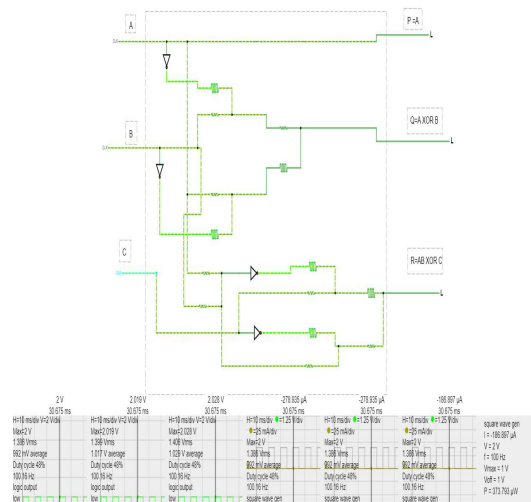 A
P =A
L
B
Q=A XOR B
L
C
R=AB XOR C
L
2 V
2.019 V
2.028 V
-278.935 µA
-278.935 µA
-186.897 µA
30.675 ms
30.675 ms
30.675 ms
30.675 ms
30.675 ms
30.675 ms
H=10 ms/div V=2 V/div
H=10 ms/div V=2 V/div
H=10 ms/div V=2 V/div
H=10 ms/div =1.25 V/div
H=10 ms/div =1.25 V/div
H=10 ms/div =1.25 V/div
Max=2 V
Max=2.019 V
Max=2.028 V
=25 mA/div
=25 mA/div
=25 mA/div
1.386 Vrms
1.399 Vrms
1.406 Vrms
Max=2 V
Max=2 V
Max=2 V
992 mV average
1.017 V average
1.029 V average
1.386 Vrms
1.386 Vrms
1.386 Vrms
Duty cycle 48%
Duty cycle 48%
Duty cycle 48%
992 mV average
992 mV average
992 mV average
100.16 Hz
100.16 Hz
100.16 Hz
Duty cycle 48%
Duty cycle 48%
Duty cycle 48%
logic output
logic output
logic output
100.16 Hz
100.16 Hz
100.16 Hz
low
low
low
square wave gen
square wave gen
square wave gen
square wave gen
I = -186.897 µA
V = 2 V
f = 100 Hz
Vmax = 1 V
Voff = 1 V
P = 373.793 µW